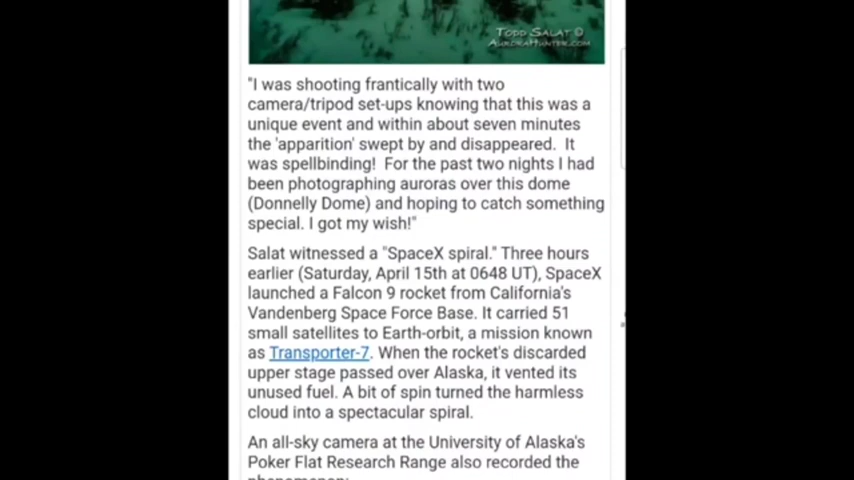 TODD SALAT ©
AURORAHUNTER.COM
"I was shooting frantically with two
camera/tripod set-ups knowing that this was a
unique event and within about seven minutes
the 'apparition' swept by and disappeared.  It
was spellbinding!  For the past two nights I had
been photographing auroras over this dome
(Donnelly Dome) and hoping to catch something
special. I got my wish!"
Salat witnessed a "SpaceX spiral." Three hours
earlier (Saturday, April 15th at 0648 UT), SpaceX
launched a Falcon 9 rocket from California's
Vandenberg Space Force Base. It carried 51
small satellites to Earth-orbit, a mission known
as Transporter-7. When the rocket's discarded
upper stage passed over Alaska, it vented its
unused fuel. A bit of spin turned the harmless
cloud into a spectacular spiral.
An all-sky camera at the University of Alaska's
Poker Flat Research Range also recorded the
phenomenon: